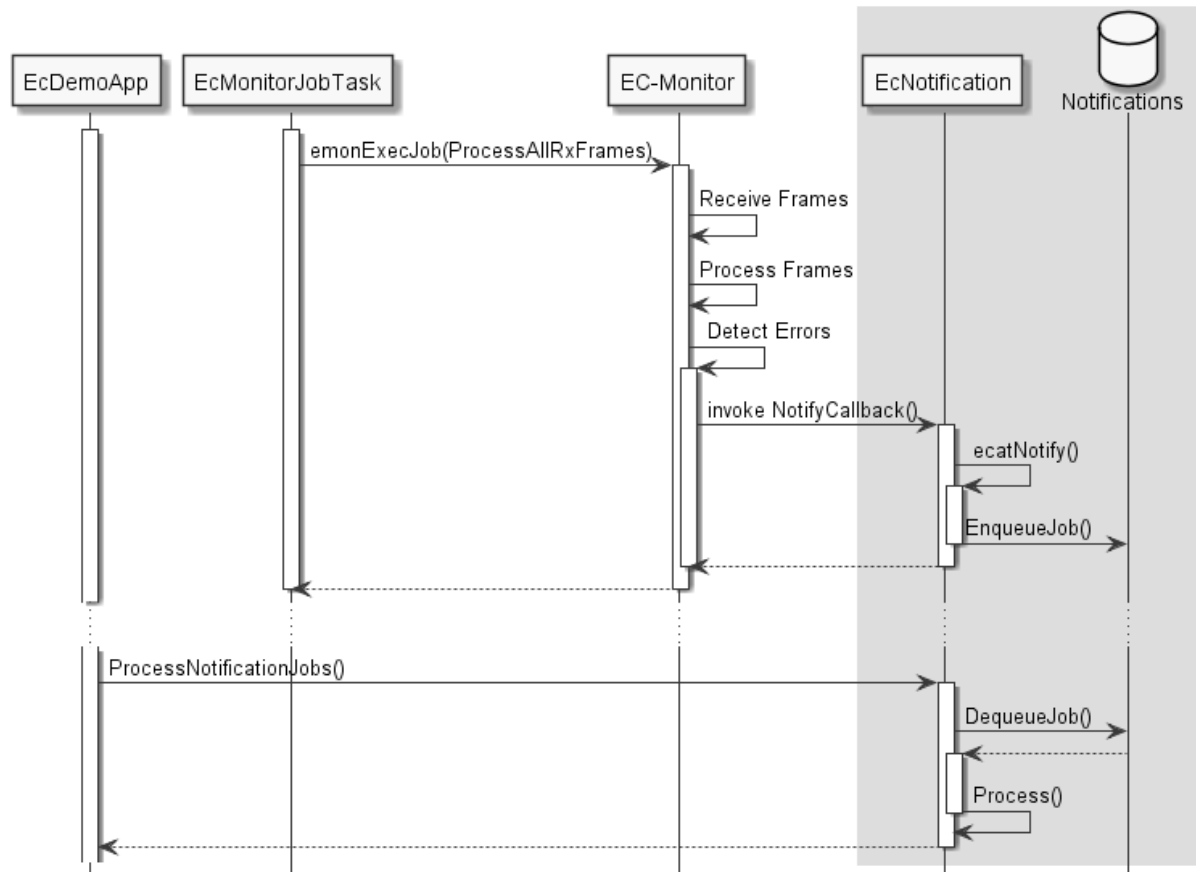 EcDemoApp
EcMonitorJobTask
EC-Monitor
EcNotification
Notifications
emonExecJob(ProcessAllRxFrames)
Receive Frames
Process Frames
Detect Errors
invoke NotifyCallback()
ecatNotify()
EnqueueJob()
ProcessNotificationJobs()
DequeueJob()
Process()